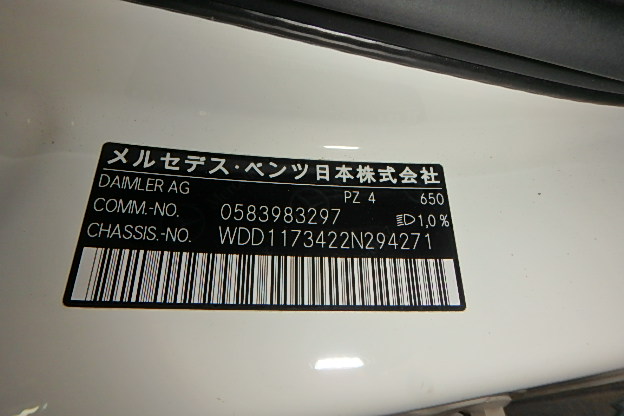 メルセデス・ベンツ日本株式会社
DAIMLER AG PZ 4 650
COMM.-NO. 0583983297 1,0 %
CHASSIS.-NO. WDD1173422N294271